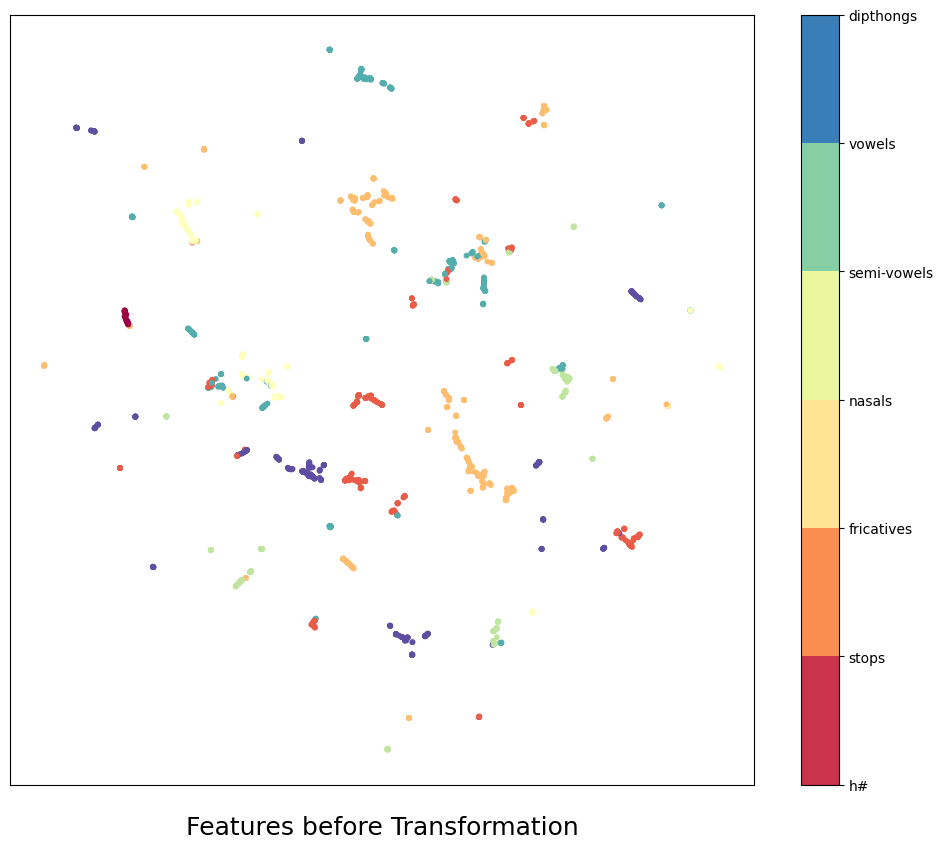 dipthongs
vowels
semi-vowels
nasals
fricatives
stops
h#
Features before Transformation